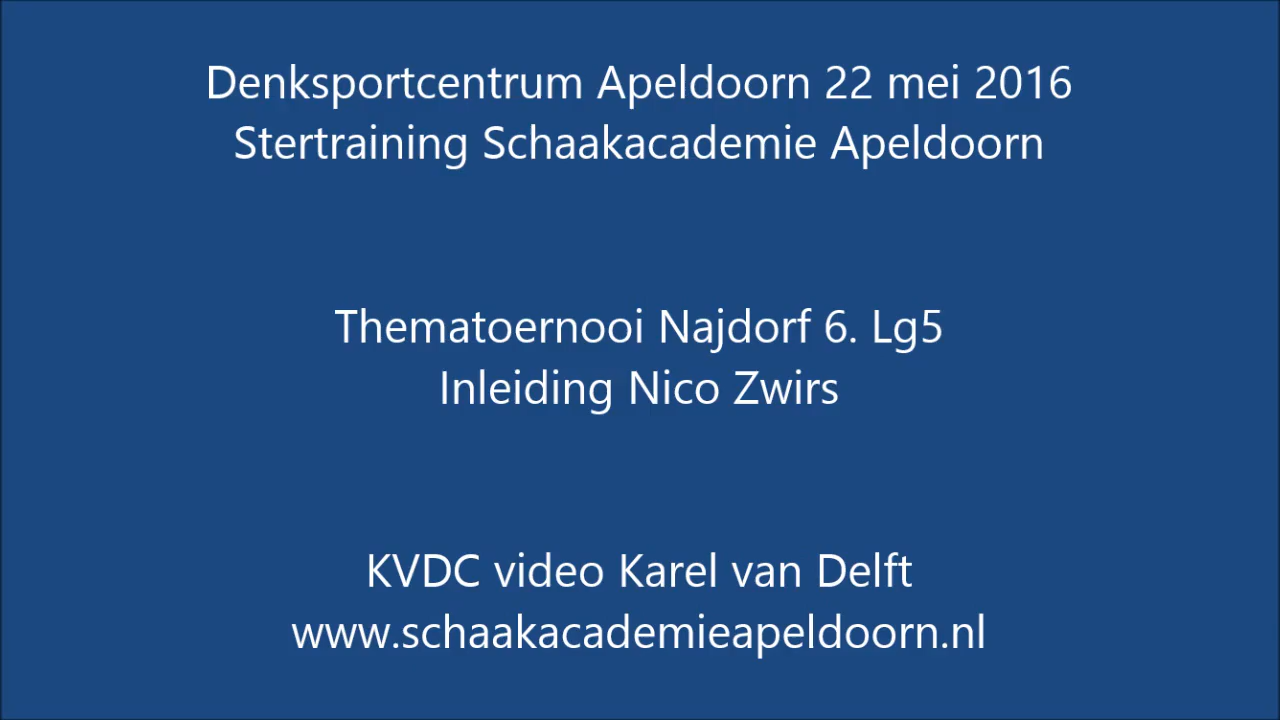 Denksportcentrum Apeldoorn 22 mei 2016
Stertraining Schaakacademie Apeldoorn
Thematoernooi Najdorf 6. Lg5
Inleiding Nico Zwirs
KVDC video Karel van Delft
www.schaakacademieapeldoorn.nl